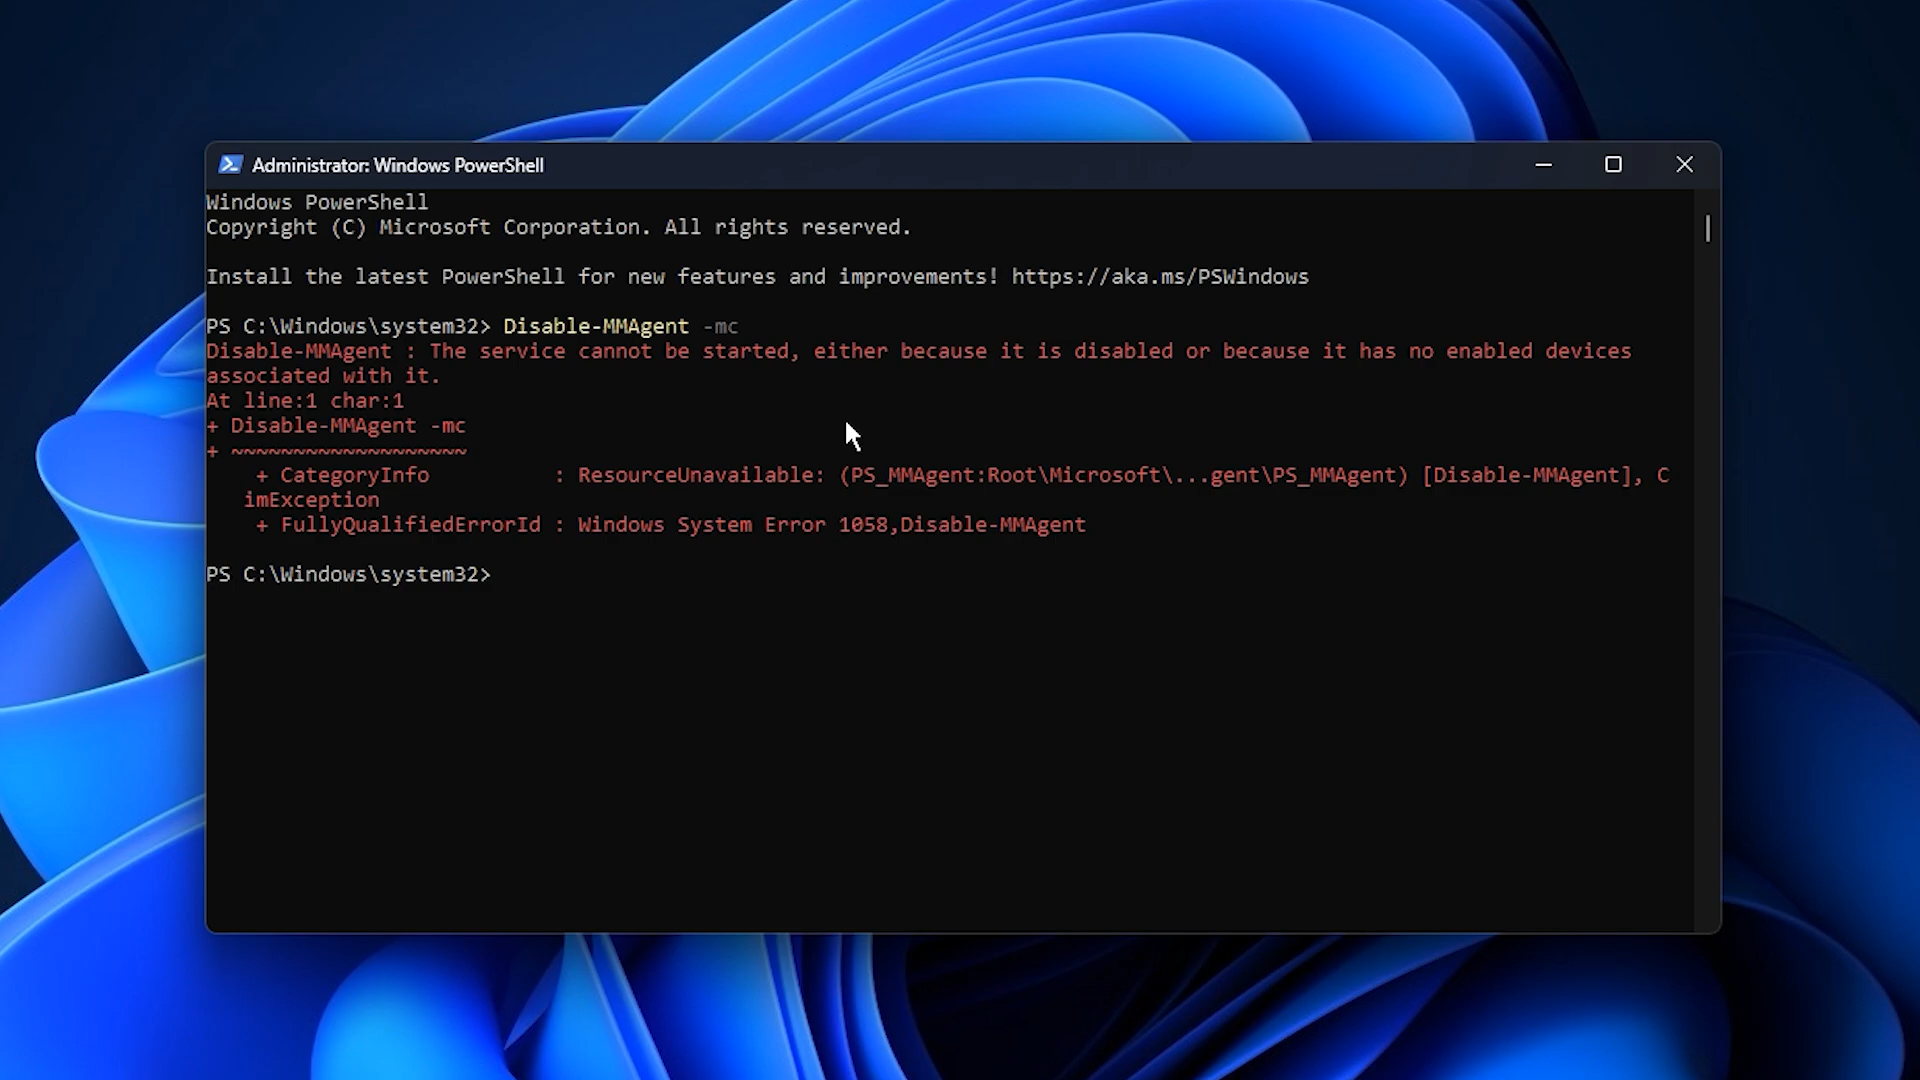 Administrator: Windows PowerShell
Windows PowerShell
Copyright (C) Microsoft Corporation. All rights reserved.
Install the latest PowerShell for new features and improvements! https://aka.ms/PSWindows
PS C:\Windows\system32> Disable-MMAgent -mc
Disable-MMAgent : The service cannot be started, either because it is disabled or because it has no enabled devices
associated with it.
At line:1 char:1
+ Disable-MMAgent -mc
+ ~~~~~~~~~~~~~~~~~~~
    + CategoryInfo          : ResourceUnavailable: (PS_MMAgent:Root\Microsoft\...gent\PS_MMAgent) [Disable-MMAgent], C
   imException
    + FullyQualifiedErrorId : Windows System Error 1058,Disable-MMAgent
PS C:\Windows\system32>